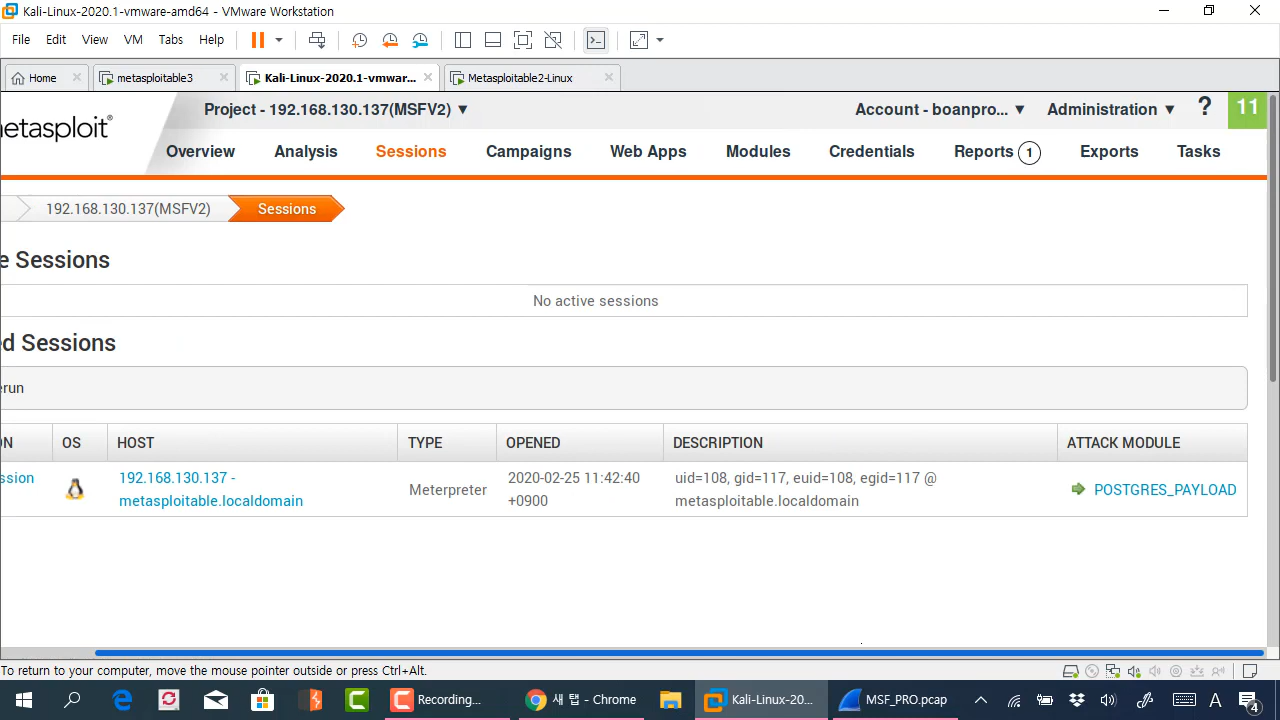 Kali-Linux-2020.1-vmware-amd64 - VMware Workstation
File Edit View VM Tabs Help
Home metasploitable3 Kali-Linux-2020.1-vmwar... Metasploitable2-Linux
etasploit® Project - 192.168.130.137(MSFV2) Account - boanpro... Administration ? 11
Overview Analysis Sessions Campaigns Web Apps Modules Credentials Reports 1 Exports Tasks
192.168.130.137(MSFV2) Sessions
e Sessions
No active sessions
d Sessions
erun
ON OS HOST TYPE OPENED DESCRIPTION ATTACK MODULE
ssion 192.168.130.137 - Meterpreter 2020-02-25 11:42:40 uid=108, gid=117, euid=108, egid=117 @ POSTGRES_PAYLOAD
metasploitable.localdomain +0900 metasploitable.localdomain
To return to your computer, move the mouse pointer outside or press Ctrl+Alt.
Recording... 새 탭 - Chrome Kali-Linux-20... MSF_PRO.pcap A 4